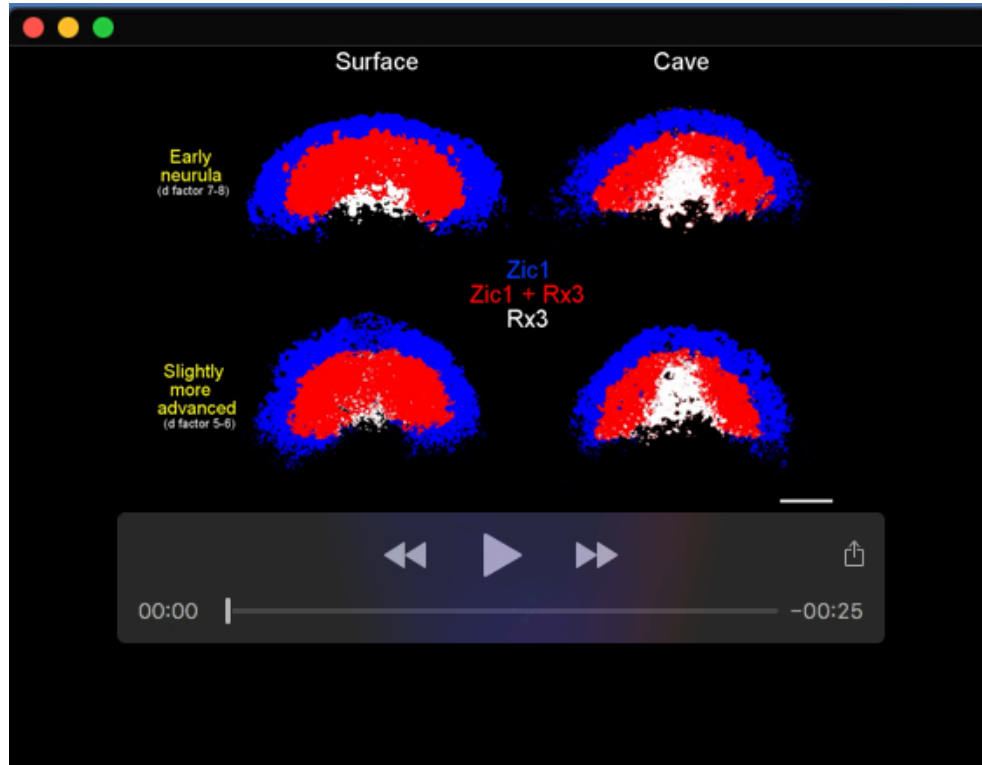 Surface
Cave
Early
neurula
(d factor 7-8)
Zic1
Zic1 + Rx3
Rx3
Slightly
more
advanced
(d factor 5-6)
00:00
-00:25